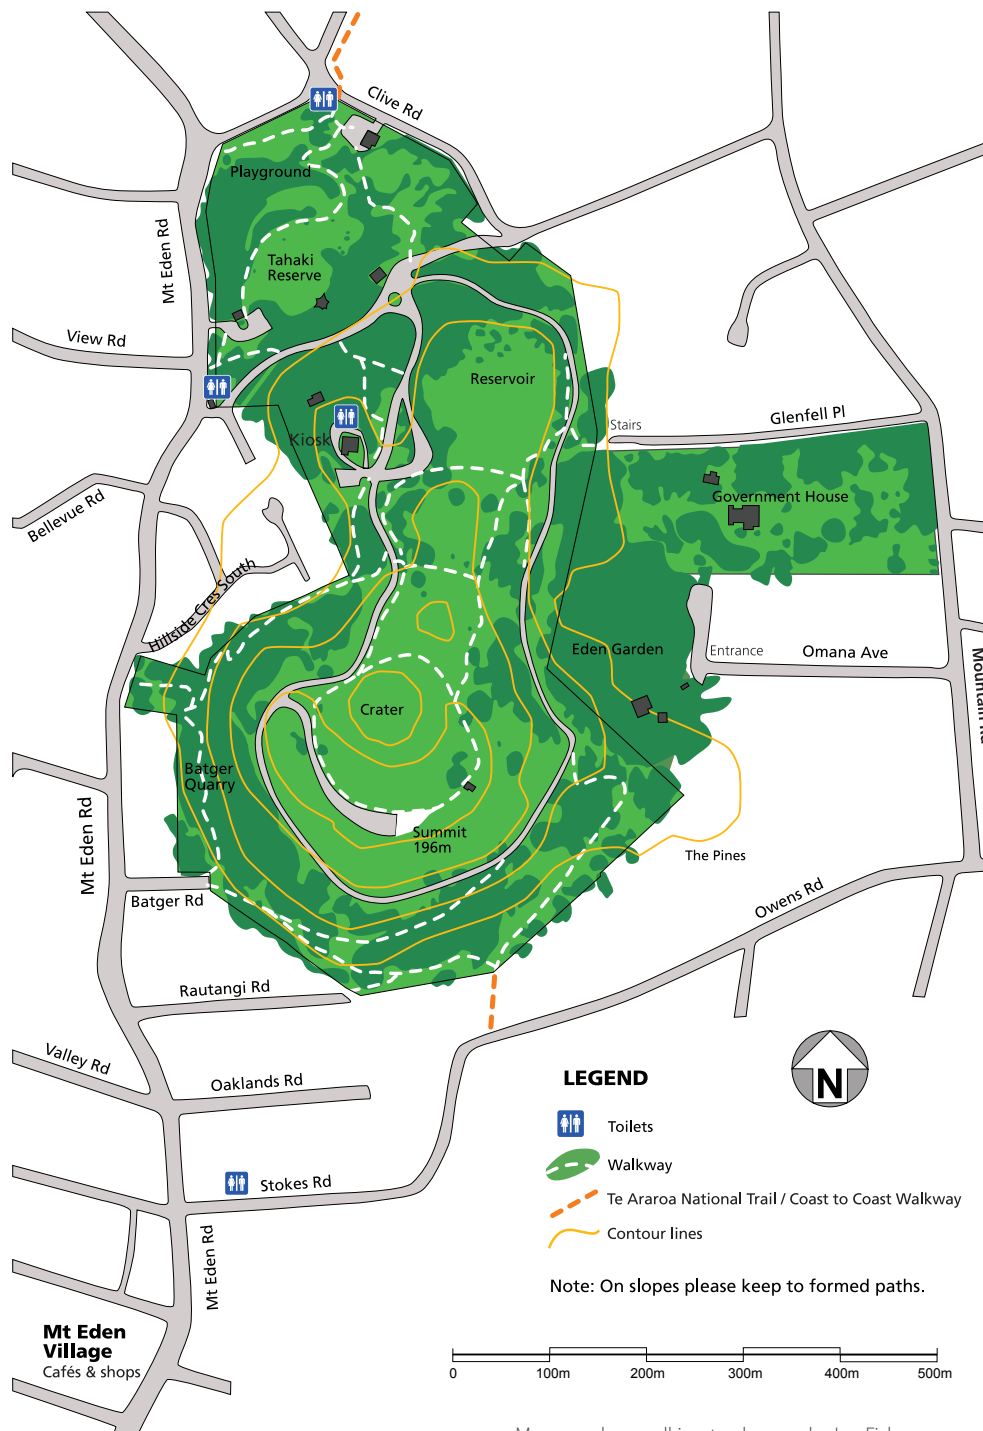 Clive Rd
Playground
Mt Eden Rd
Tahaki
Reserve
View Rd
Reservoir
Glenfell Pl
Stairs
Kiosk
Bellevue Rd
Government House
Hillside Cres South
Eden Garden
Entrance
Omana Ave
Mountain Rd
Crater
Batger
Quarry
Mt Eden Rd
Summit
196m
The Pines
Owens Rd
Batger Rd
Rautangi Rd
Valley Rd
Oaklands Rd
N
LEGEND
Toilets
Walkway
Te Araroa National Trail / Coast to Coast Walkway
Contour lines
Stokes Rd
Mt Eden Rd
Note: On slopes please keep to formed paths.
Mt Eden
Village
Cafés & shops
0 100m 200m 300m 400m 500m